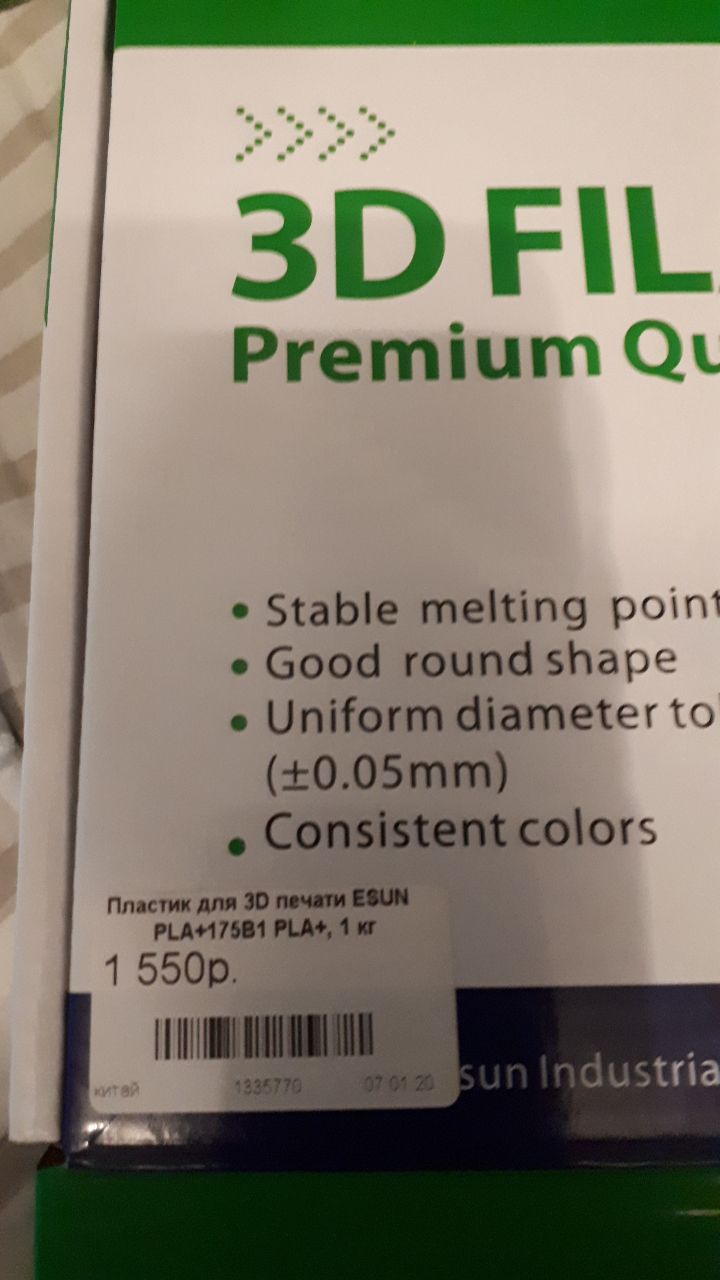 3D FIL
Premium Qu
• Stable melting point
• Good round shape
• Uniform diameter tol
(±0.05mm)
• Consistent colors
Пластик для 3D печати ESUN
PLA+175B1 PLA+, 1 кг
1 550р.
китай 1335770 07 01 20
sun Industria